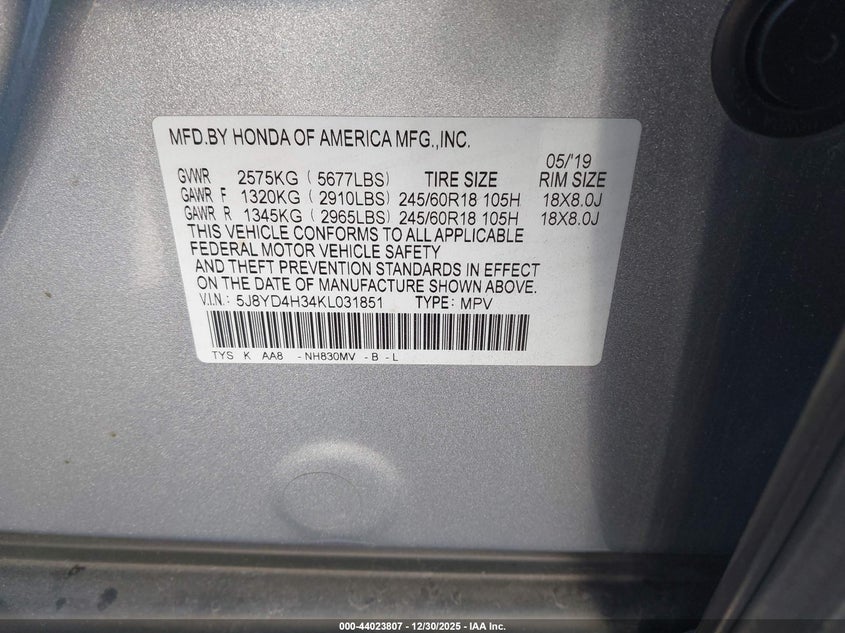 MFD.BY HONDA OF AMERICA MFG.,INC.
05/'19
GVWR 2575KG ( 5677LBS) TIRE SIZE RIM SIZE
GAWR F 1320KG ( 2910LBS) 245/60R18 105H 18X8.0J
GAWR R 1345KG ( 2965LBS) 245/60R18 105H 18X8.0J
THIS VEHICLE CONFORMS TO ALL APPLICABLE
FEDERAL MOTOR VEHICLE SAFETY
AND THEFT PREVENTION STANDARDS IN EFFECT
ON THE DATE OF MANUFACTURE SHOWN ABOVE.
V.I.N.: 5J8YD4H34KL031851 TYPE: MPV
TYS K AA8 -NH830MV -B -L
000-44023807 - 12/30/2025 - IAA Inc.